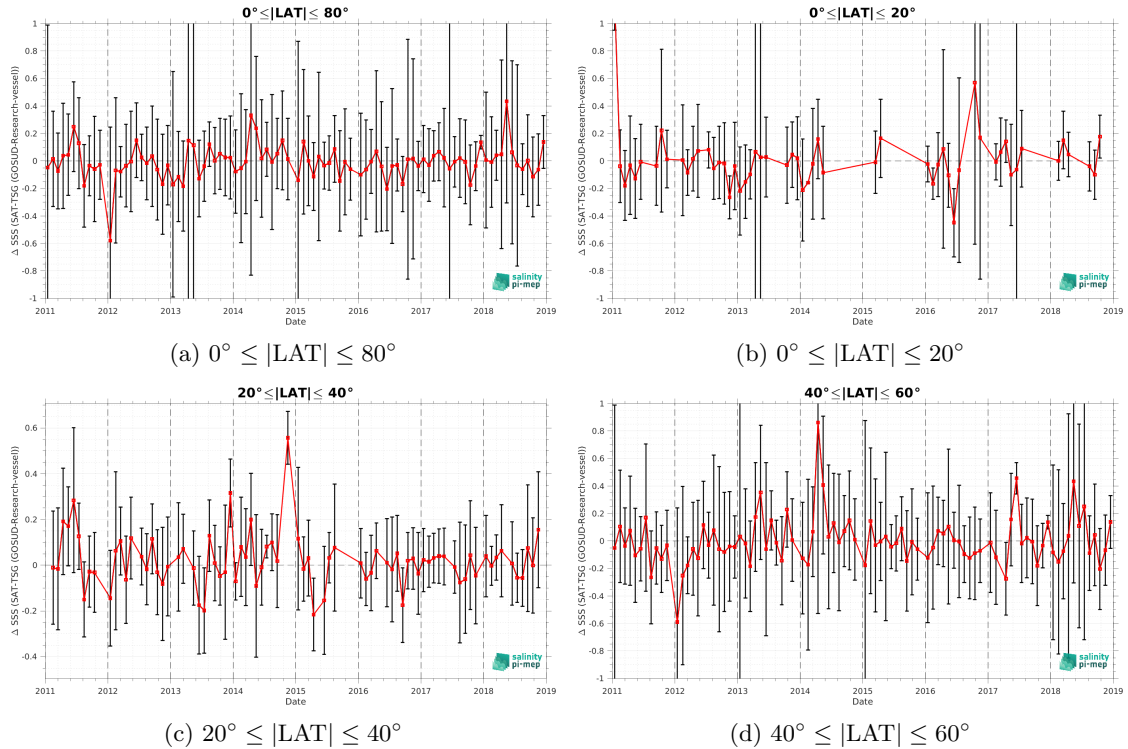 0°≤|LAT|≤ 80°
Δ SSS (SAT-TSG (GOSUD-Research-vessel))
1
0.8
0.6
0.4
0.2
0
-0.2
-0.4
-0.6
-0.8
-1
2011 2012 2013 2014 2015 2016 2017 2018 2019
Date
salinity
pi-mep
(a) 0° ≤ |LAT| ≤ 80°
0°≤|LAT|≤ 20°
Δ SSS (SAT-TSG (GOSUD-Research-vessel))
1
0.8
0.6
0.4
0.2
0
-0.2
-0.4
-0.6
-0.8
-1
2011 2012 2013 2014 2015 2016 2017 2018 2019
Date
salinity
pi-mep
(b) 0° ≤ |LAT| ≤ 20°
20°≤|LAT|≤ 40°
Δ SSS (SAT-TSG (GOSUD-Research-vessel))
0.6
0.4
0.2
0
-0.2
-0.4
2011 2012 2013 2014 2015 2016 2017 2018 2019
Date
salinity
pi-mep
(c) 20° ≤ |LAT| ≤ 40°
40°≤|LAT|≤ 60°
Δ SSS (SAT-TSG (GOSUD-Research-vessel))
1
0.8
0.6
0.4
0.2
0
-0.2
-0.4
-0.6
-0.8
-1
2011 2012 2013 2014 2015 2016 2017 2018 2019
Date
salinity
pi-mep
(d) 40° ≤ |LAT| ≤ 60°